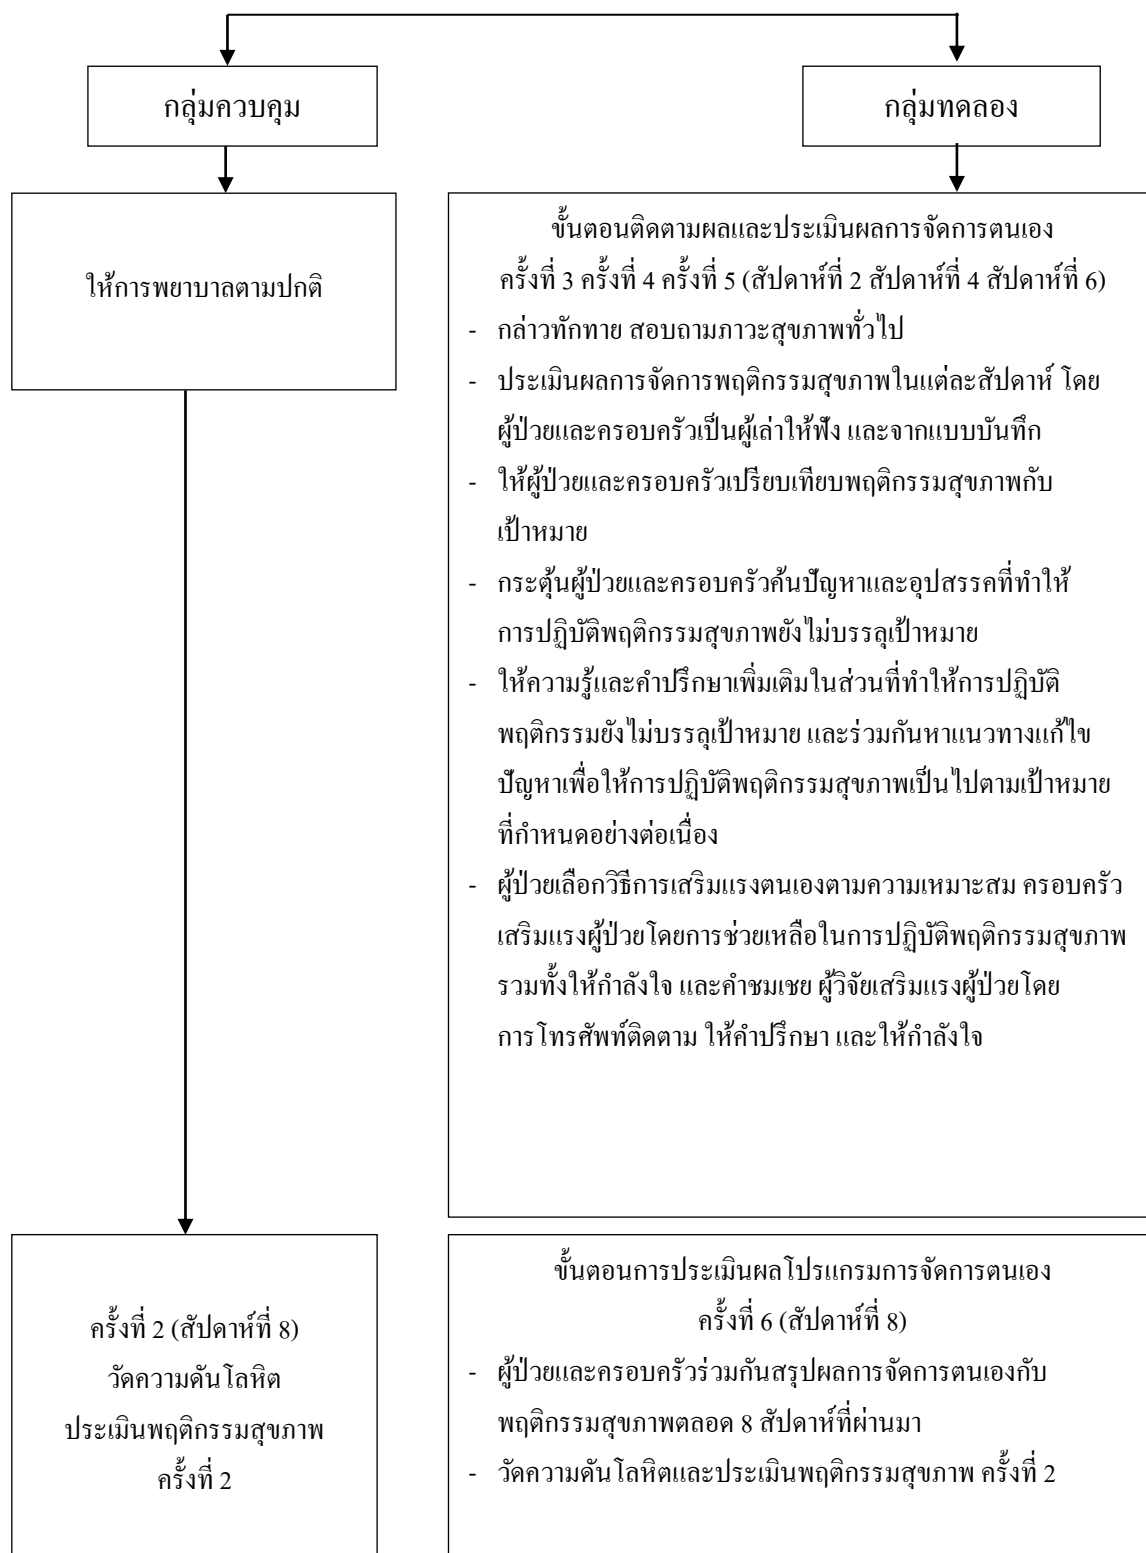 กลุ่มควบคุม
กลุ่มทดลอง
ให้การพยาบาลตามปกติ
ขั้นตอนติดตามผลและประเมินผลการจัดการตนเอง
ครั้งที่ 3 ครั้งที่ 4 ครั้งที่ 5 (สัปดาห์ที่ 2 สัปดาห์ที่ 4 สัปดาห์ที่ 6)
- กล่าวทักทาย สอบถามภาวะสุขภาพทั่วไป
- ประเมินผลการจัดการพฤติกรรมสุขภาพในแต่ละสัปดาห์ โดย
ผู้ป่วยและครอบครัวเป็นผู้เล่าให้ฟัง และจากแบบบันทึก
- ให้ผู้ป่วยและครอบครัวเปรียบเทียบพฤติกรรมสุขภาพกับ
เป้าหมาย
- กระตุ้นผู้ป่วยและครอบครัวค้นปัญหาและอุปสรรคที่ทำให้
การปฏิบัติพฤติกรรมสุขภาพยังไม่บรรลุเป้าหมาย
- ให้ความรู้และคำปรึกษาเพิ่มเติมในส่วนที่ทำให้การปฏิบัติ
พฤติกรรมยังไม่บรรลุเป้าหมาย และร่วมกันหาแนวทางแก้ไข
ปัญหาเพื่อให้การปฏิบัติพฤติกรรมสุขภาพเป็นไปตามเป้าหมาย
ที่กำหนดอย่างต่อเนื่อง
- ผู้ป่วยเลือกวิธีการเสริมแรงตนเองตามความเหมาะสม ครอบครัว
เสริมแรงผู้ป่วยโดยการช่วยเหลือในการปฏิบัติพฤติกรรมสุขภาพ
รวมทั้งให้กำลังใจ และคำชมเชย ผู้วิจัยเสริมแรงผู้ป่วยโดย
การโทรศัพท์ติดตาม ให้คำปรึกษา และให้กำลังใจ
ครั้งที่ 2 (สัปดาห์ที่ 8)
วัดความดันโลหิต
ประเมินพฤติกรรมสุขภาพ
ครั้งที่ 2
ขั้นตอนการประเมินผลโปรแกรมการจัดการตนเอง
ครั้งที่ 6 (สัปดาห์ที่ 8)
- ผู้ป่วยและครอบครัวร่วมกันสรุปผลการจัดการตนเองกับ
พฤติกรรมสุขภาพตลอด 8 สัปดาห์ที่ผ่านมา
- วัดความดันโลหิตและประเมินพฤติกรรมสุขภาพ ครั้งที่ 2